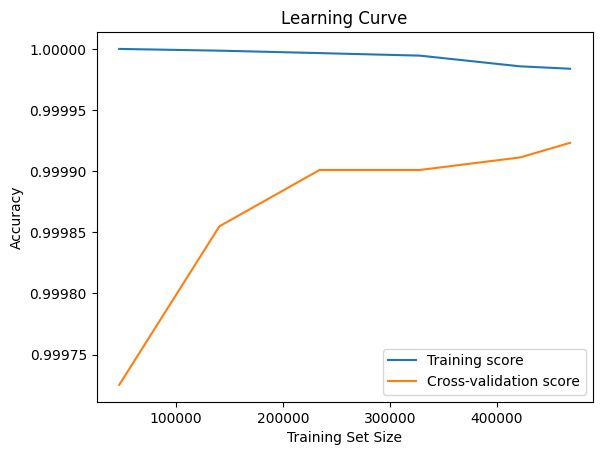 Learning Curve
1.00000
0.99995
0.99990
0.99985
0.99980
0.99975
Accuracy
Training score
Cross-validation score
100000 200000 300000 400000
Training Set Size